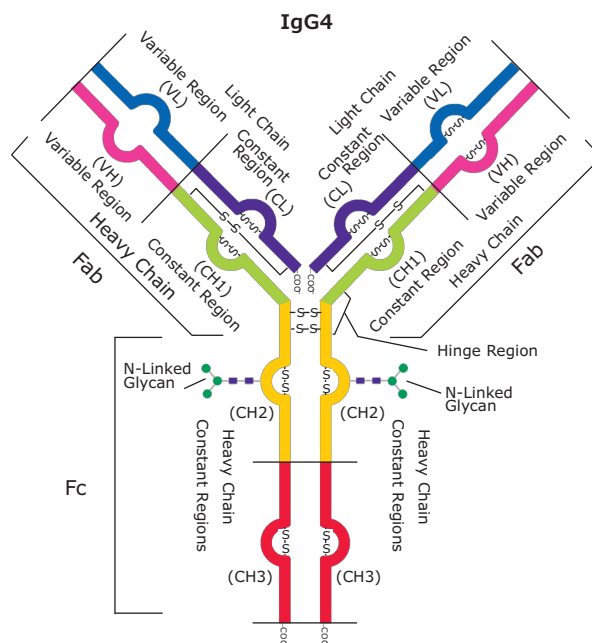 IgG4
Variable Region
(VL)
Light Chain
Constant
Region
(CL)
(VH)
Variable Region
Heavy Chain
Constant Region
(CH1)
Fab
Light Chain
Variable Region
(VL)
Constant
Region
(CL)
(VH)
Variable Region
Heavy Chain
Constant Region
(CH1)
Fab
-S-S-
-S-S-
S-S
S-S
S-S
S-S
S-S
S-S
COO-
COO-
-S-S-
-S-S-
Hinge Region
N-Linked
Glycan
S-S
S-S
N-Linked
Glycan
(CH2)
(CH2)
Heavy Chain
Constant Regions
Heavy Chain
Constant Regions
Fc
S-S
S-S
(CH3)
(CH3)